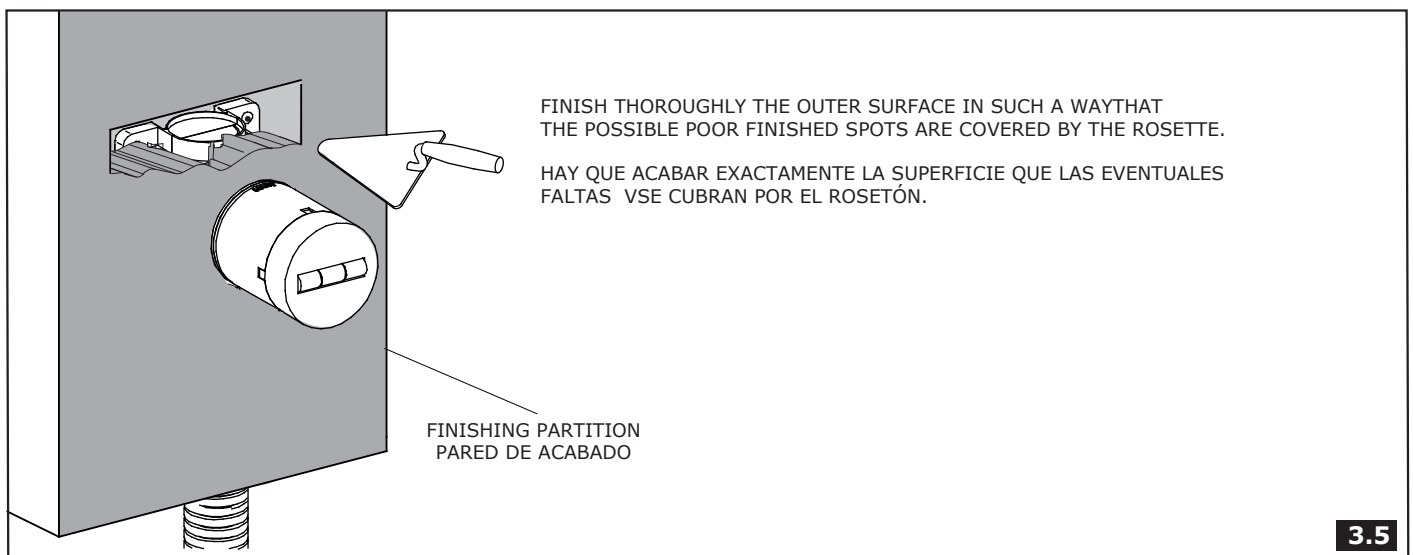 FINISH THOROUGHLY THE OUTER SURFACE IN SUCH A WAYTHAT
THE POSSIBLE POOR FINISHED SPOTS ARE COVERED BY THE ROSETTE.
HAY QUE ACABAR EXACTAMENTE LA SUPERFICIE QUE LAS EVENTUALES
FALTAS  VSE CUBRAN POR EL ROSETÓN.
FINISHING PARTITION
PARED DE ACABADO
3.5